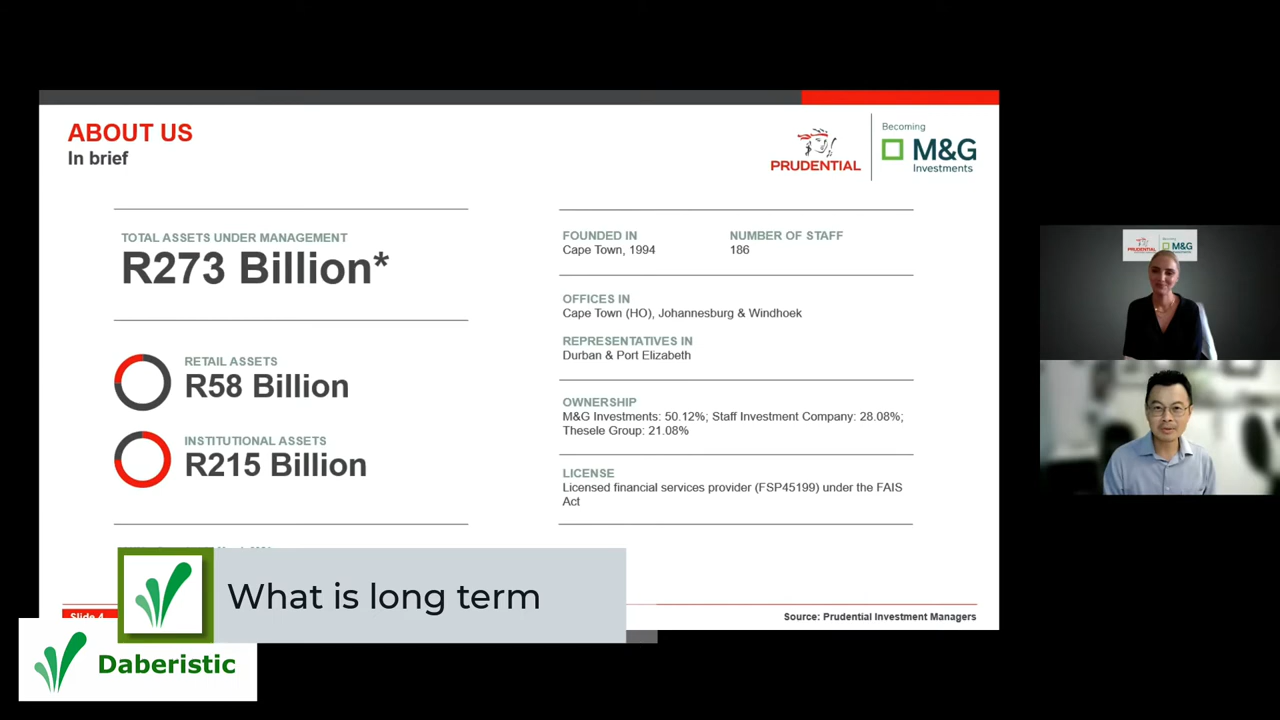 ABOUT US
In brief
PRUDENTIAL
Becoming
M&G
Investments
TOTAL ASSETS UNDER MANAGEMENT
R273 Billion*
RETAIL ASSETS
R58 Billion
INSTITUTIONAL ASSETS
R215 Billion
FOUNDED IN
Cape Town, 1994
NUMBER OF STAFF
186
OFFICES IN
Cape Town (HO), Johannesburg & Windhoek
REPRESENTATIVES IN
Durban & Port Elizabeth
OWNERSHIP
M&G Investments: 50.12%; Staff Investment Company: 28.08%;
Thesele Group: 21.08%
LICENSE
Licensed financial services provider (FSP45199) under the FAIS
Act
Slide 4
Source: Prudential Investment Managers
What is long term
Daberistic
PRUDENTIAL
M&G